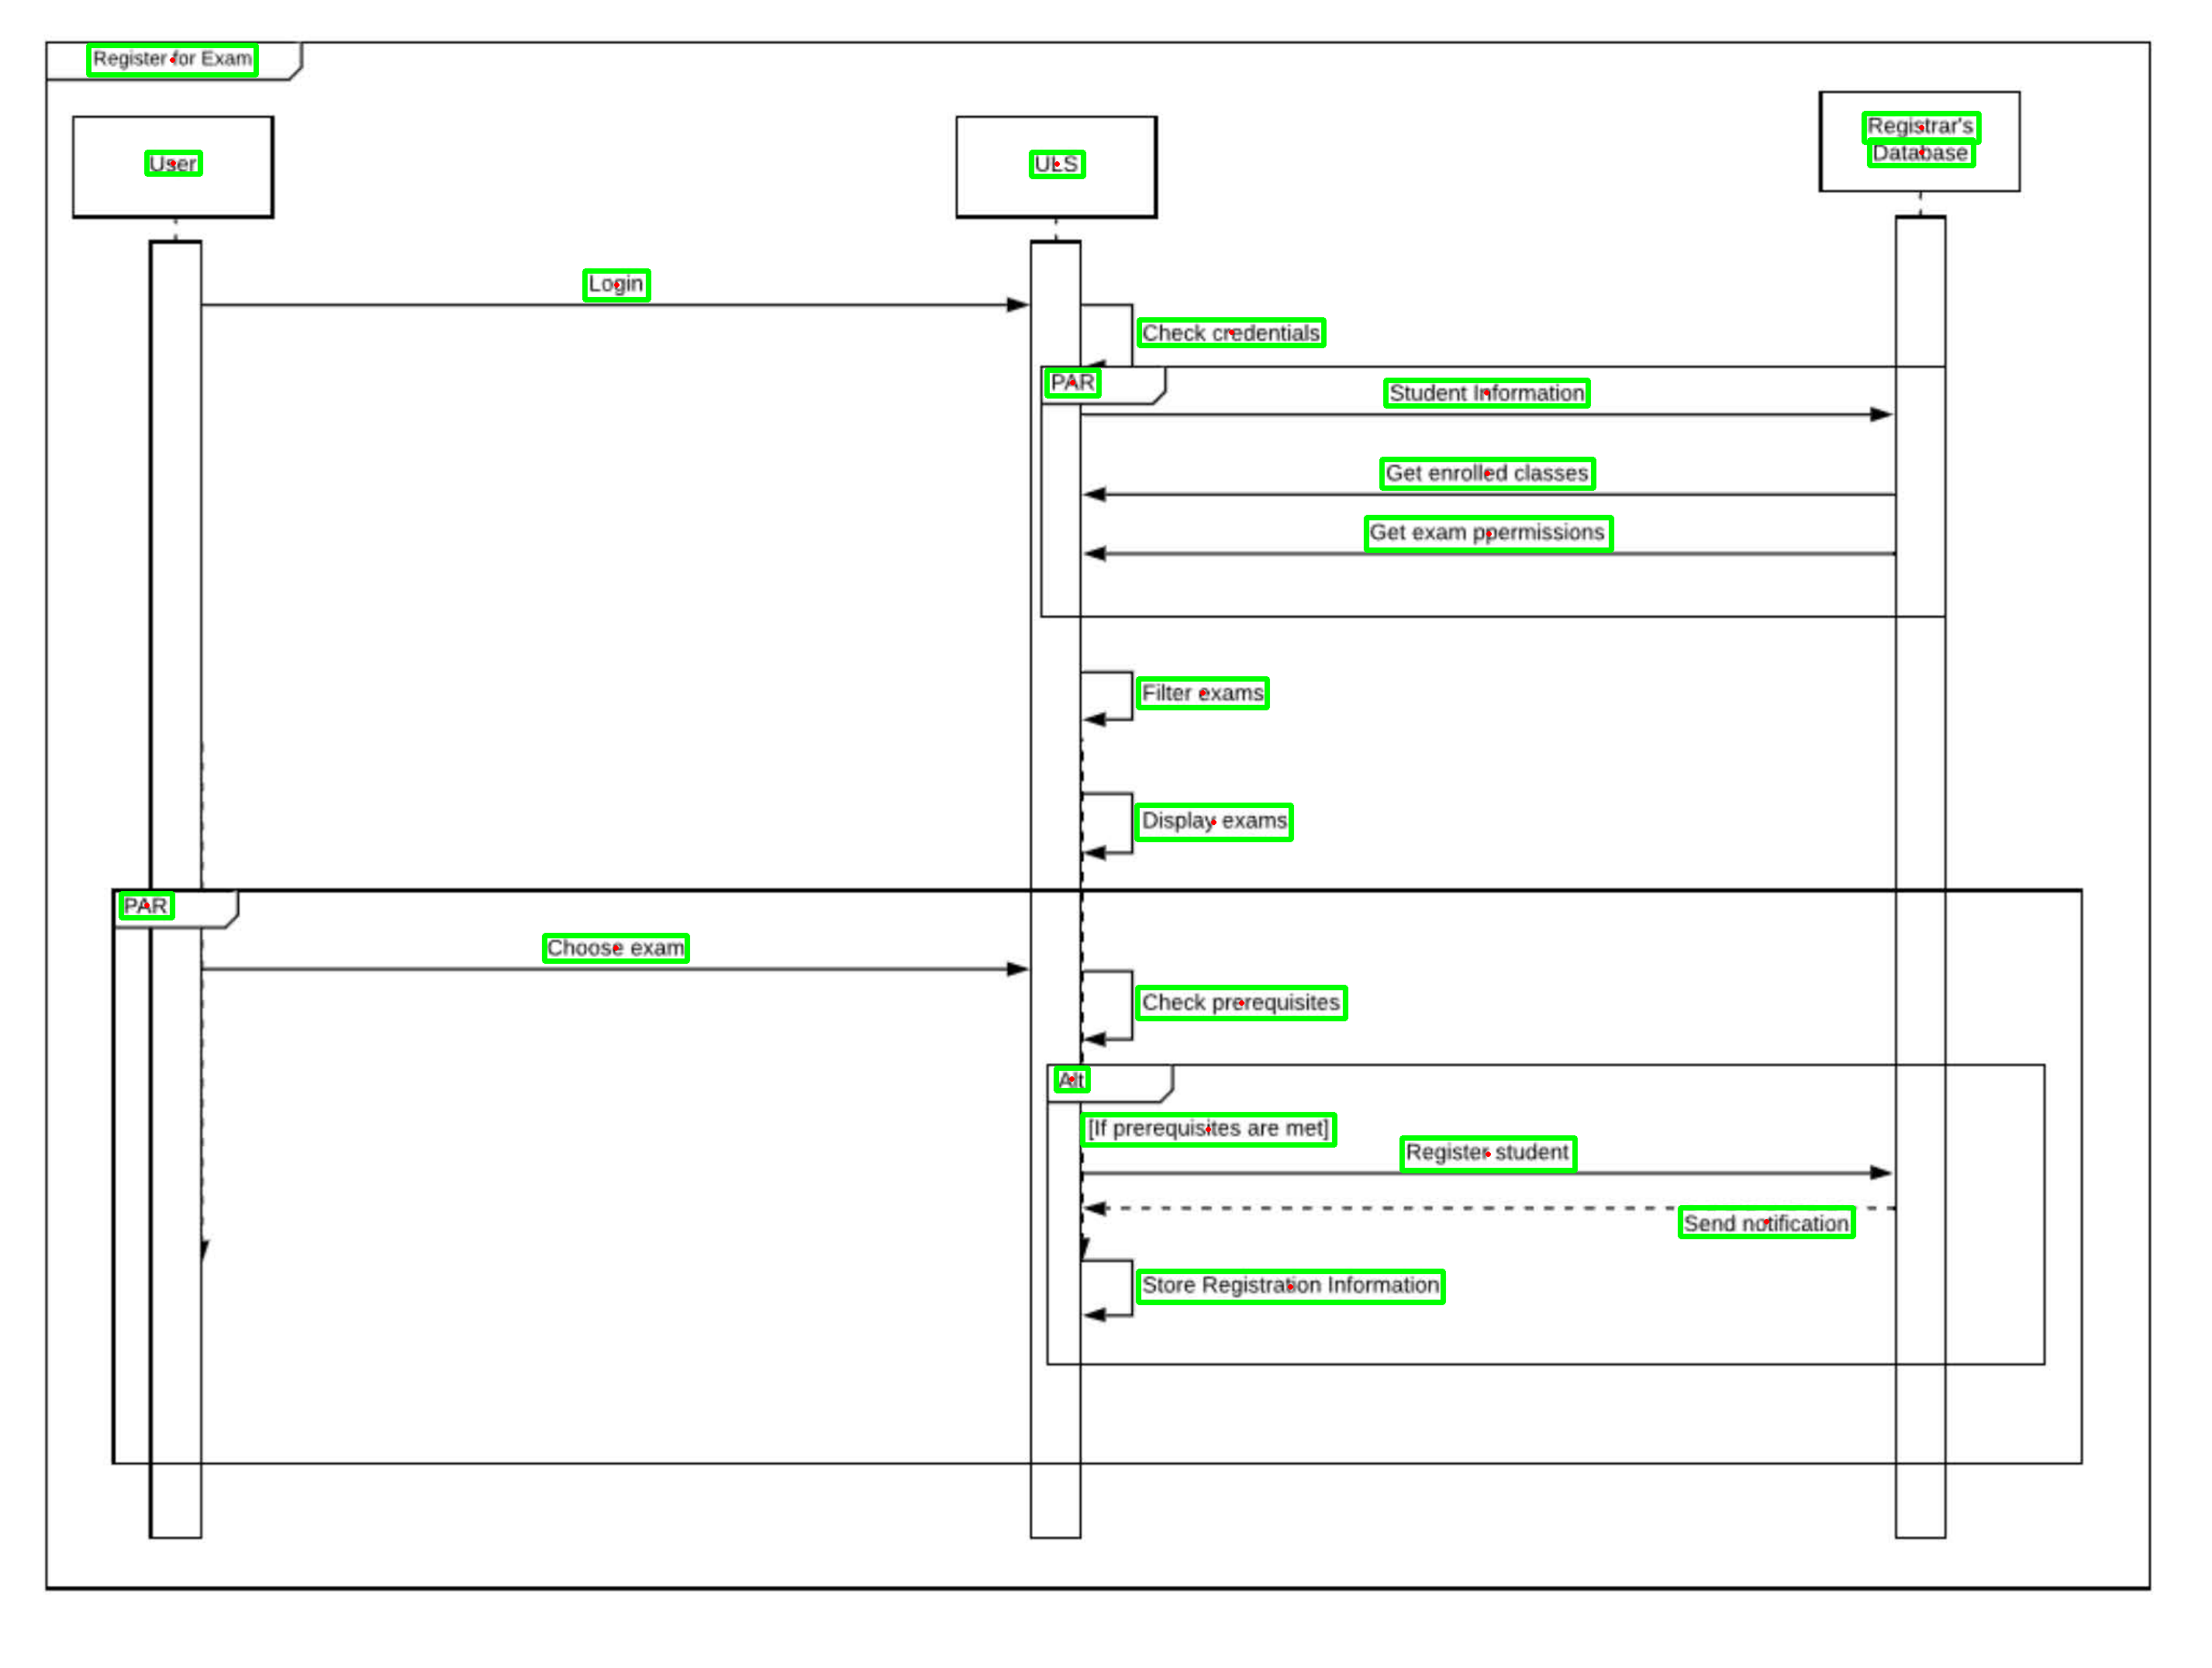 Register for Exam
User
ULS
Registrar's
Database
Login
Check credentials
PAR
Student Information
Get enrolled classes
Get exam ppermissions
Filter exams
Display exams
PAR
Choose exam
Check prerequisites
Alt
[If prerequisites are met]
Register student
Send notification
Store Registration Information